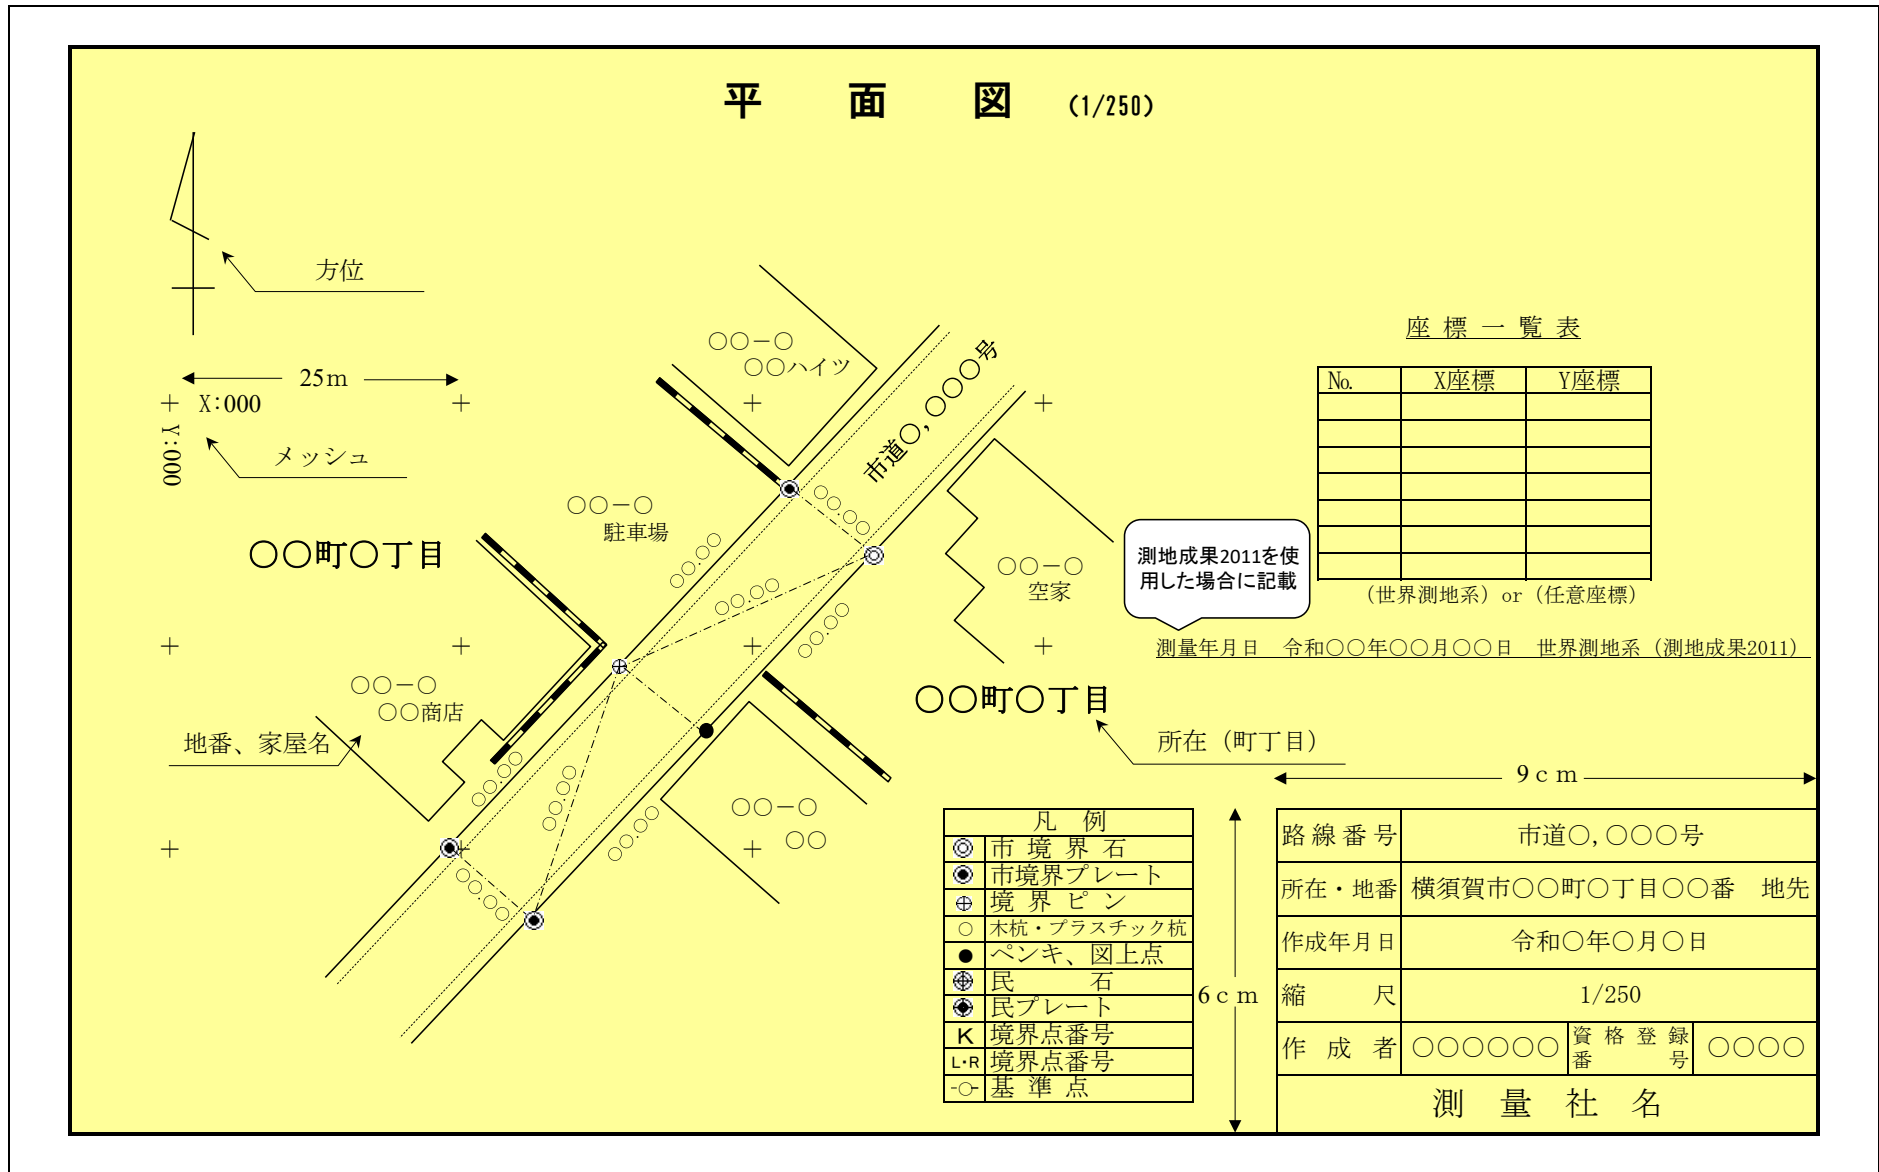 平　面　図　(1/250)
方位
25m
X:000
Y:000
メッシュ
○○－○
○○ハイツ
市道○,○○○号
○○.○○
○○－○
駐車場
○○.○○
○○町○丁目
○○.○○
○○.○○
○○－○
空家
○○－○
○○商店
地番、家屋名
○○.○○
○○.○○
○○.○○
○○.○○
○○－○
○○
○○町○丁目
所在（町丁目）
座 標 一 覧 表
No. X座標 Y座標
（世界測地系）or（任意座標）
測地成果2011を使
用した場合に記載
測量年月日　令和○○年○○月○○日　世界測地系（測地成果2011）
凡　例
市 境 界 石
市境界プレート
境 界 ピ ン
木杭・プラスチック杭
ペンキ、図上点
民　　　石
民プレート
K 境界点番号
L・R 境界点番号
基 準 点
9ｃｍ
6ｃｍ
路線番号 市道○,○○○号
所在・地番 横須賀市○○町○丁目○○番　地先
作成年月日 令和○年○月○日
縮　　尺 1/250
作 成 者 ○○○○○○ 資格登録番号 ○○○○
測　量　社　名